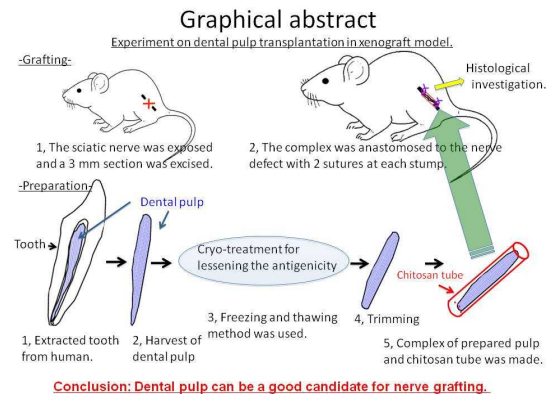 Graphical abstract
Experiment on dental pulp transplantation in xenograft model.
-Grafting-
Histological
investigation.
1, The sciatic nerve was exposed
and a 3 mm section was excised.
2, The complex was anastomosed to the nerve
defect with 2 sutures at each stump.
-Preparation-
Dental pulp
Tooth
Cryo-treatment for
lessening the antigenicity
Chitosan tube
1, Extracted tooth
from human.
2, Harvest of
dental pulp
3, Freezing and thawing
method was used.
4, Trimming
5, Complex of prepared pulp
and chitosan tube was made.
Conclusion: Dental pulp can be a good candidate for nerve grafting.